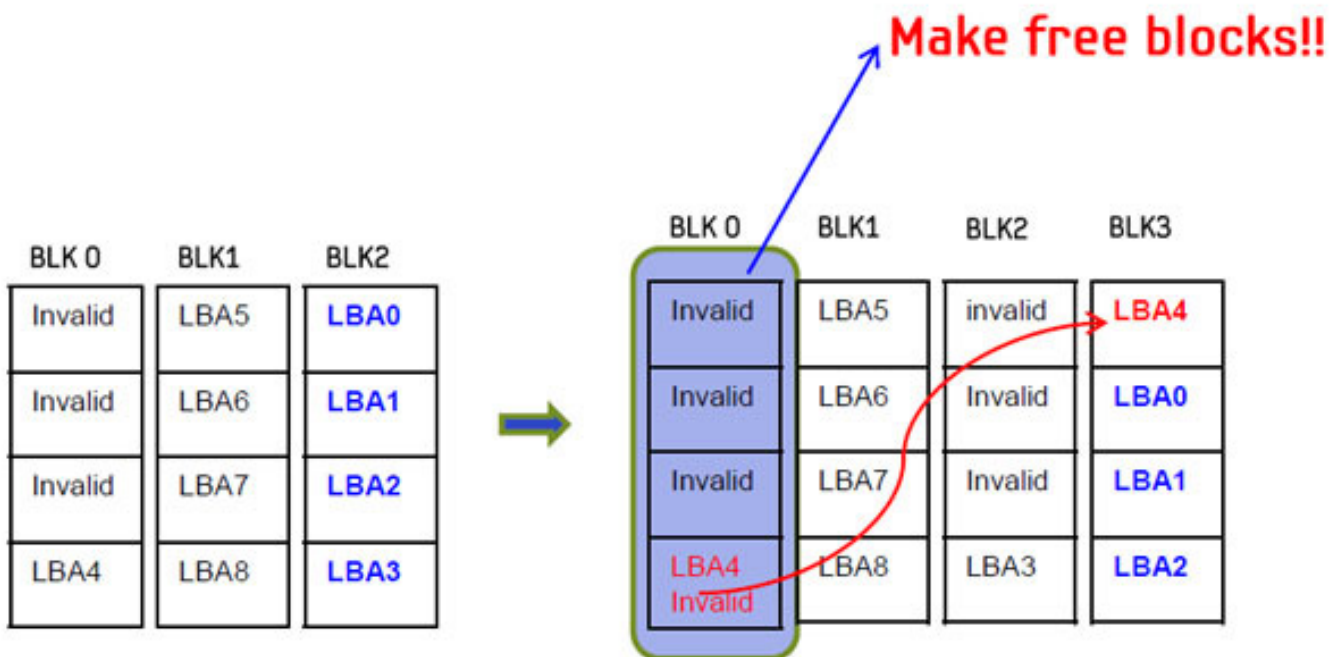 Make free blocks!!
BLK 0 BLK1 BLK2
Invalid LBA5 LBA0
Invalid LBA6 LBA1
Invalid LBA7 LBA2
LBA4 LBA8 LBA3
BLK 0 BLK1 BLK2 BLK3
Invalid LBA5 invalid LBA4
Invalid LBA6 Invalid LBA0
Invalid LBA7 Invalid LBA1
LBA4 LBA8 LBA3 LBA2
Invalid